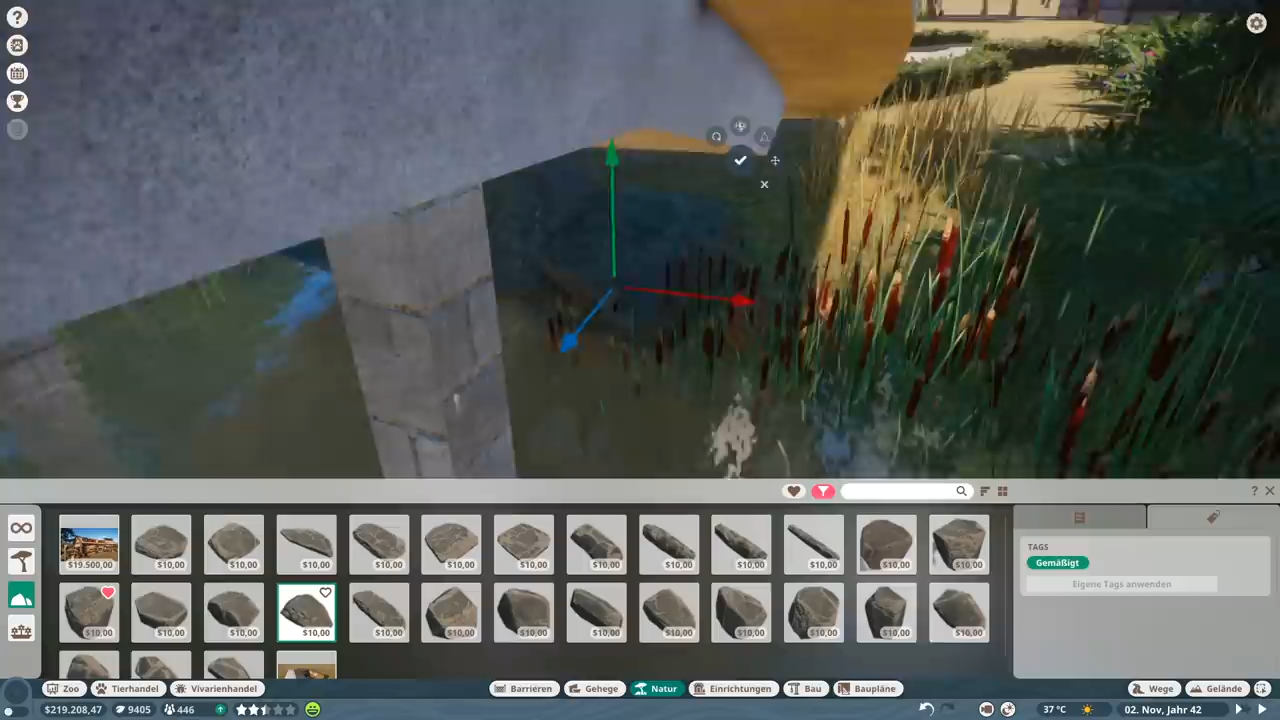 ?
? ×
$19.500,00 $10,00 $10,00 $10,00 $10,00 $10,00 $10,00 $10,00 $10,00 $10,00 $10,00 $10,00 $10,00
TAGS
Gemäßigt
Eigene Tags anwenden
$10,00 $10,00 $10,00 $10,00 $10,00 $10,00 $10,00 $10,00 $10,00 $10,00 $10,00 $10,00 $10,00
Zoo Tierhandel Vivarienhandel Barrieren Gehege Natur Einrichtungen Bau Baupläne Wege Gelände
$219.208,47 9405 446 37 °C 02. Nov, Jahr 42